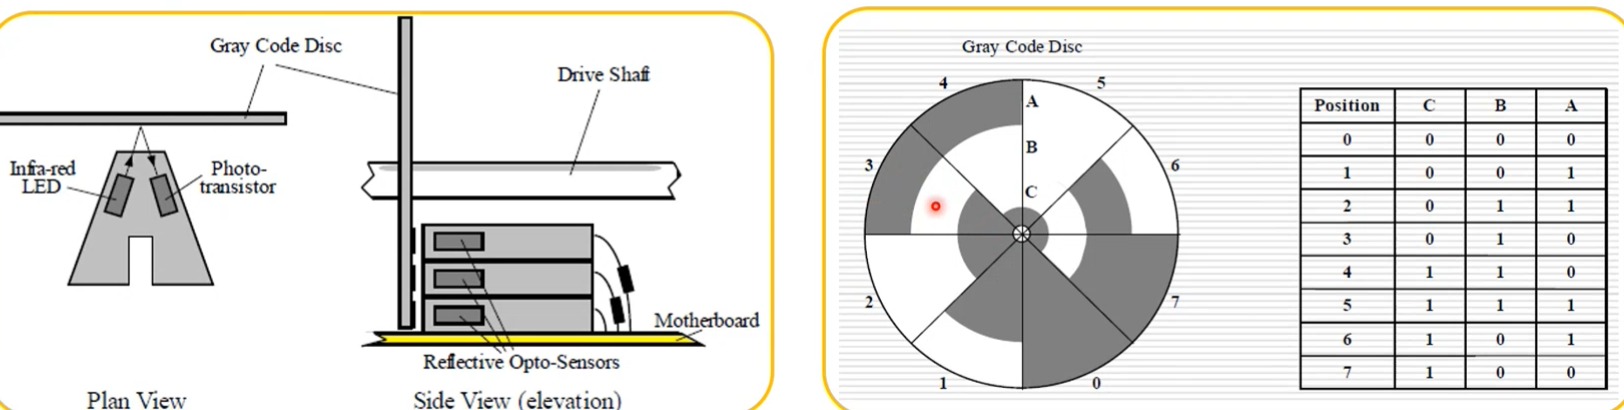 Gray Code Disc
Drive Shaft
Infra-red
LED
Photo-
transistor
Motherboard
Reflective Opto-Sensors
Plan View
Side View (elevation)
Gray Code Disc
4
5
A
B
3
6
C
2
7
1
0
Position C B A
0 0 0 0
1 0 0 1
2 0 1 1
3 0 1 0
4 1 1 0
5 1 1 1
6 1 0 1
7 1 0 0